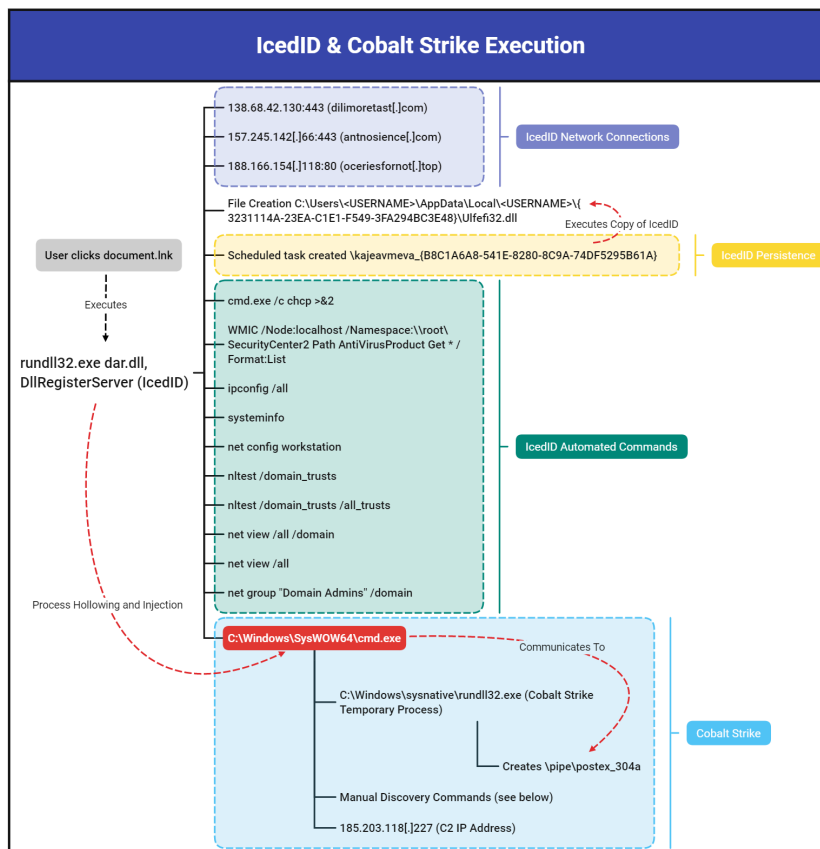 IcedID & Cobalt Strike Execution
138.68.42.130:443 (dilimoretast[.]com)
157.245.142[.]66:443 (antnosience[.]com)
IcedID Network Connections
188.166.154[.]118:80 (oceriesfornot[.]top)
File Creation C:\Users\<USERNAME>\AppData\Local\<USERNAME>\{
3231114A-23EA-C1E1-F549-3FA294BC3E48}\Ulfefi32.dll
Executes Copy of IcedID
User clicks document.lnk
Scheduled task created \kajeavmeva_{B8C1A6A8-541E-8280-8C9A-74DF5295B61A}
IcedID Persistence
Executes
cmd.exe /c chcp >&2
WMIC /Node:localhost /Namespace:\\root\
SecurityCenter2 Path AntiVirusProduct Get * /
Format:List
rundll32.exe dar.dll,
DllRegisterServer (IcedID)
ipconfig /all
systeminfo
net config workstation
IcedID Automated Commands
nltest /domain_trusts
nltest /domain_trusts /all_trusts
net view /all /domain
net view /all
net group "Domain Admins" /domain
Process Hollowing and Injection
C:\Windows\SysWOW64\cmd.exe
Communicates To
C:\Windows\sysnative\rundll32.exe (Cobalt Strike
Temporary Process)
Cobalt Strike
Creates \pipe\postex_304a
Manual Discovery Commands (see below)
185.203.118[.]227 (C2 IP Address)